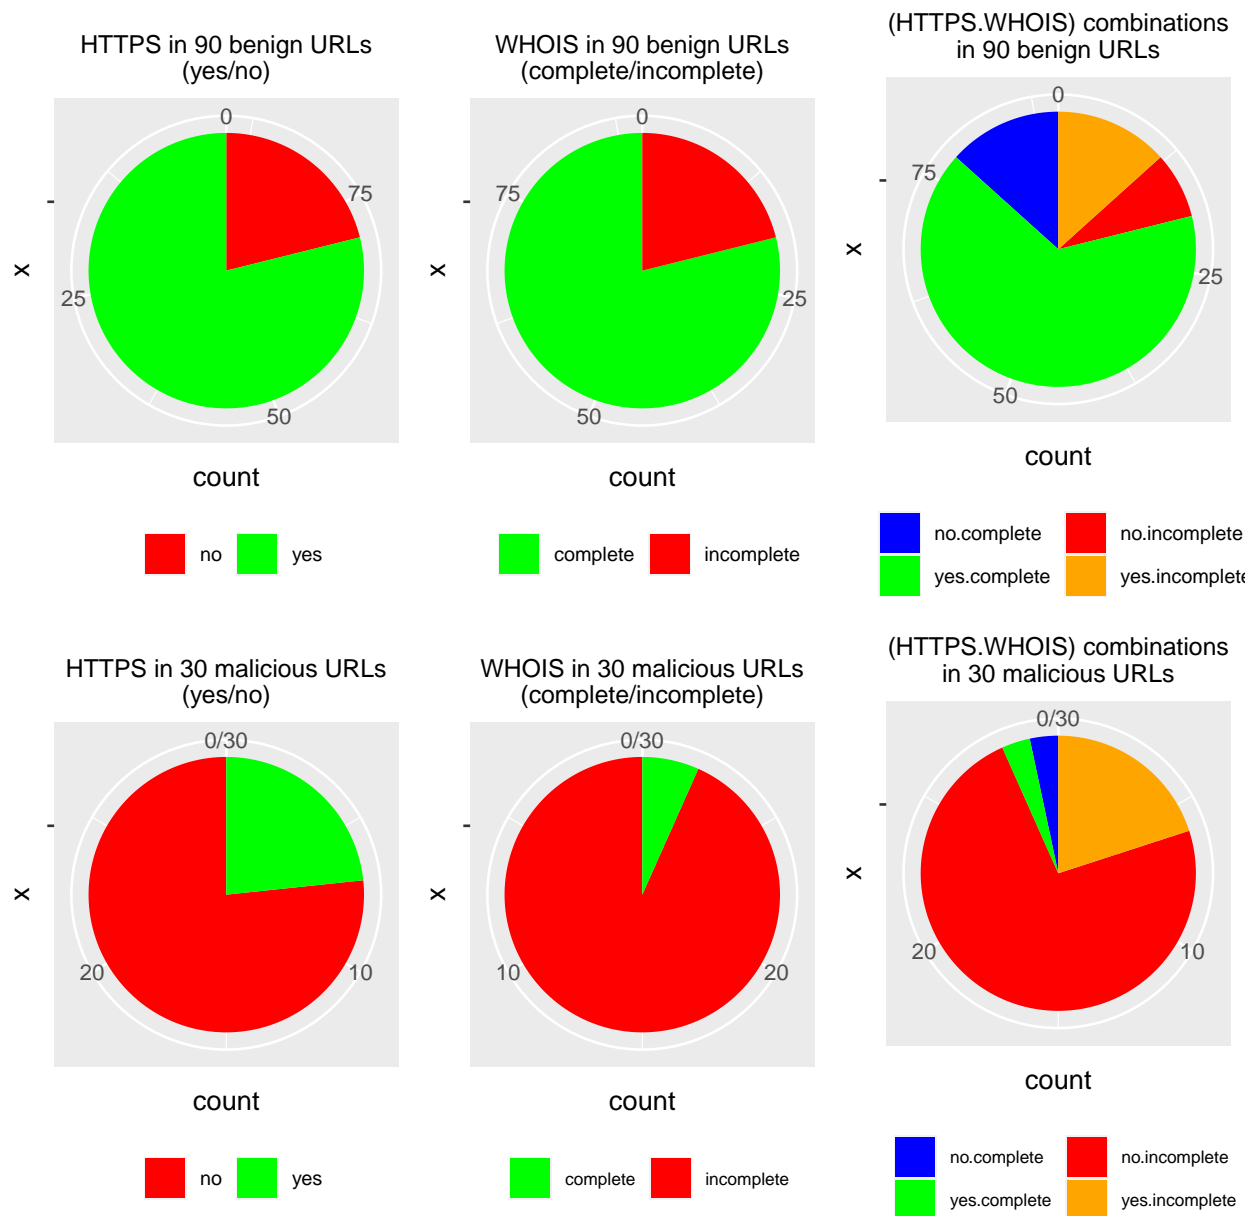 HTTPS in 90 benign URLs
(yes/no)
0
75
25
50
x
count
no
yes
WHOIS in 90 benign URLs
(complete/incomplete)
0
75
25
50
x
count
complete
incomplete
(HTTPS.WHOIS) combinations
in 90 benign URLs
0
75
25
50
x
count
no.complete
no.incomplete
yes.complete
yes.incomplete
HTTPS in 30 malicious URLs
(yes/no)
0/30
20
10
x
count
no
yes
WHOIS in 30 malicious URLs
(complete/incomplete)
0/30
10
20
x
count
complete
incomplete
(HTTPS.WHOIS) combinations
in 30 malicious URLs
0/30
20
10
x
count
no.complete
no.incomplete
yes.complete
yes.incomplete